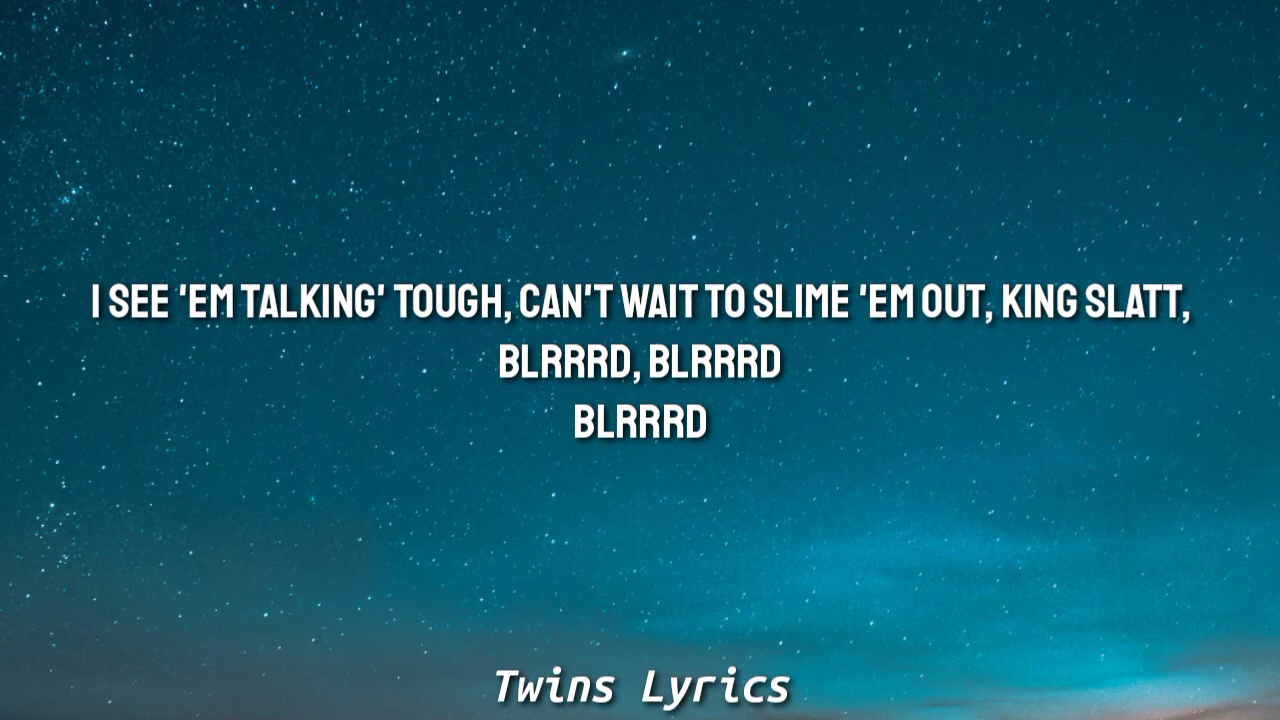 I SEE 'EM TALKING' TOUGH, CAN'T WAIT TO SLIME 'EM OUT, KING SLATT,
BLRRRD, BLRRRD
BLRRRD
Twins Lyrics